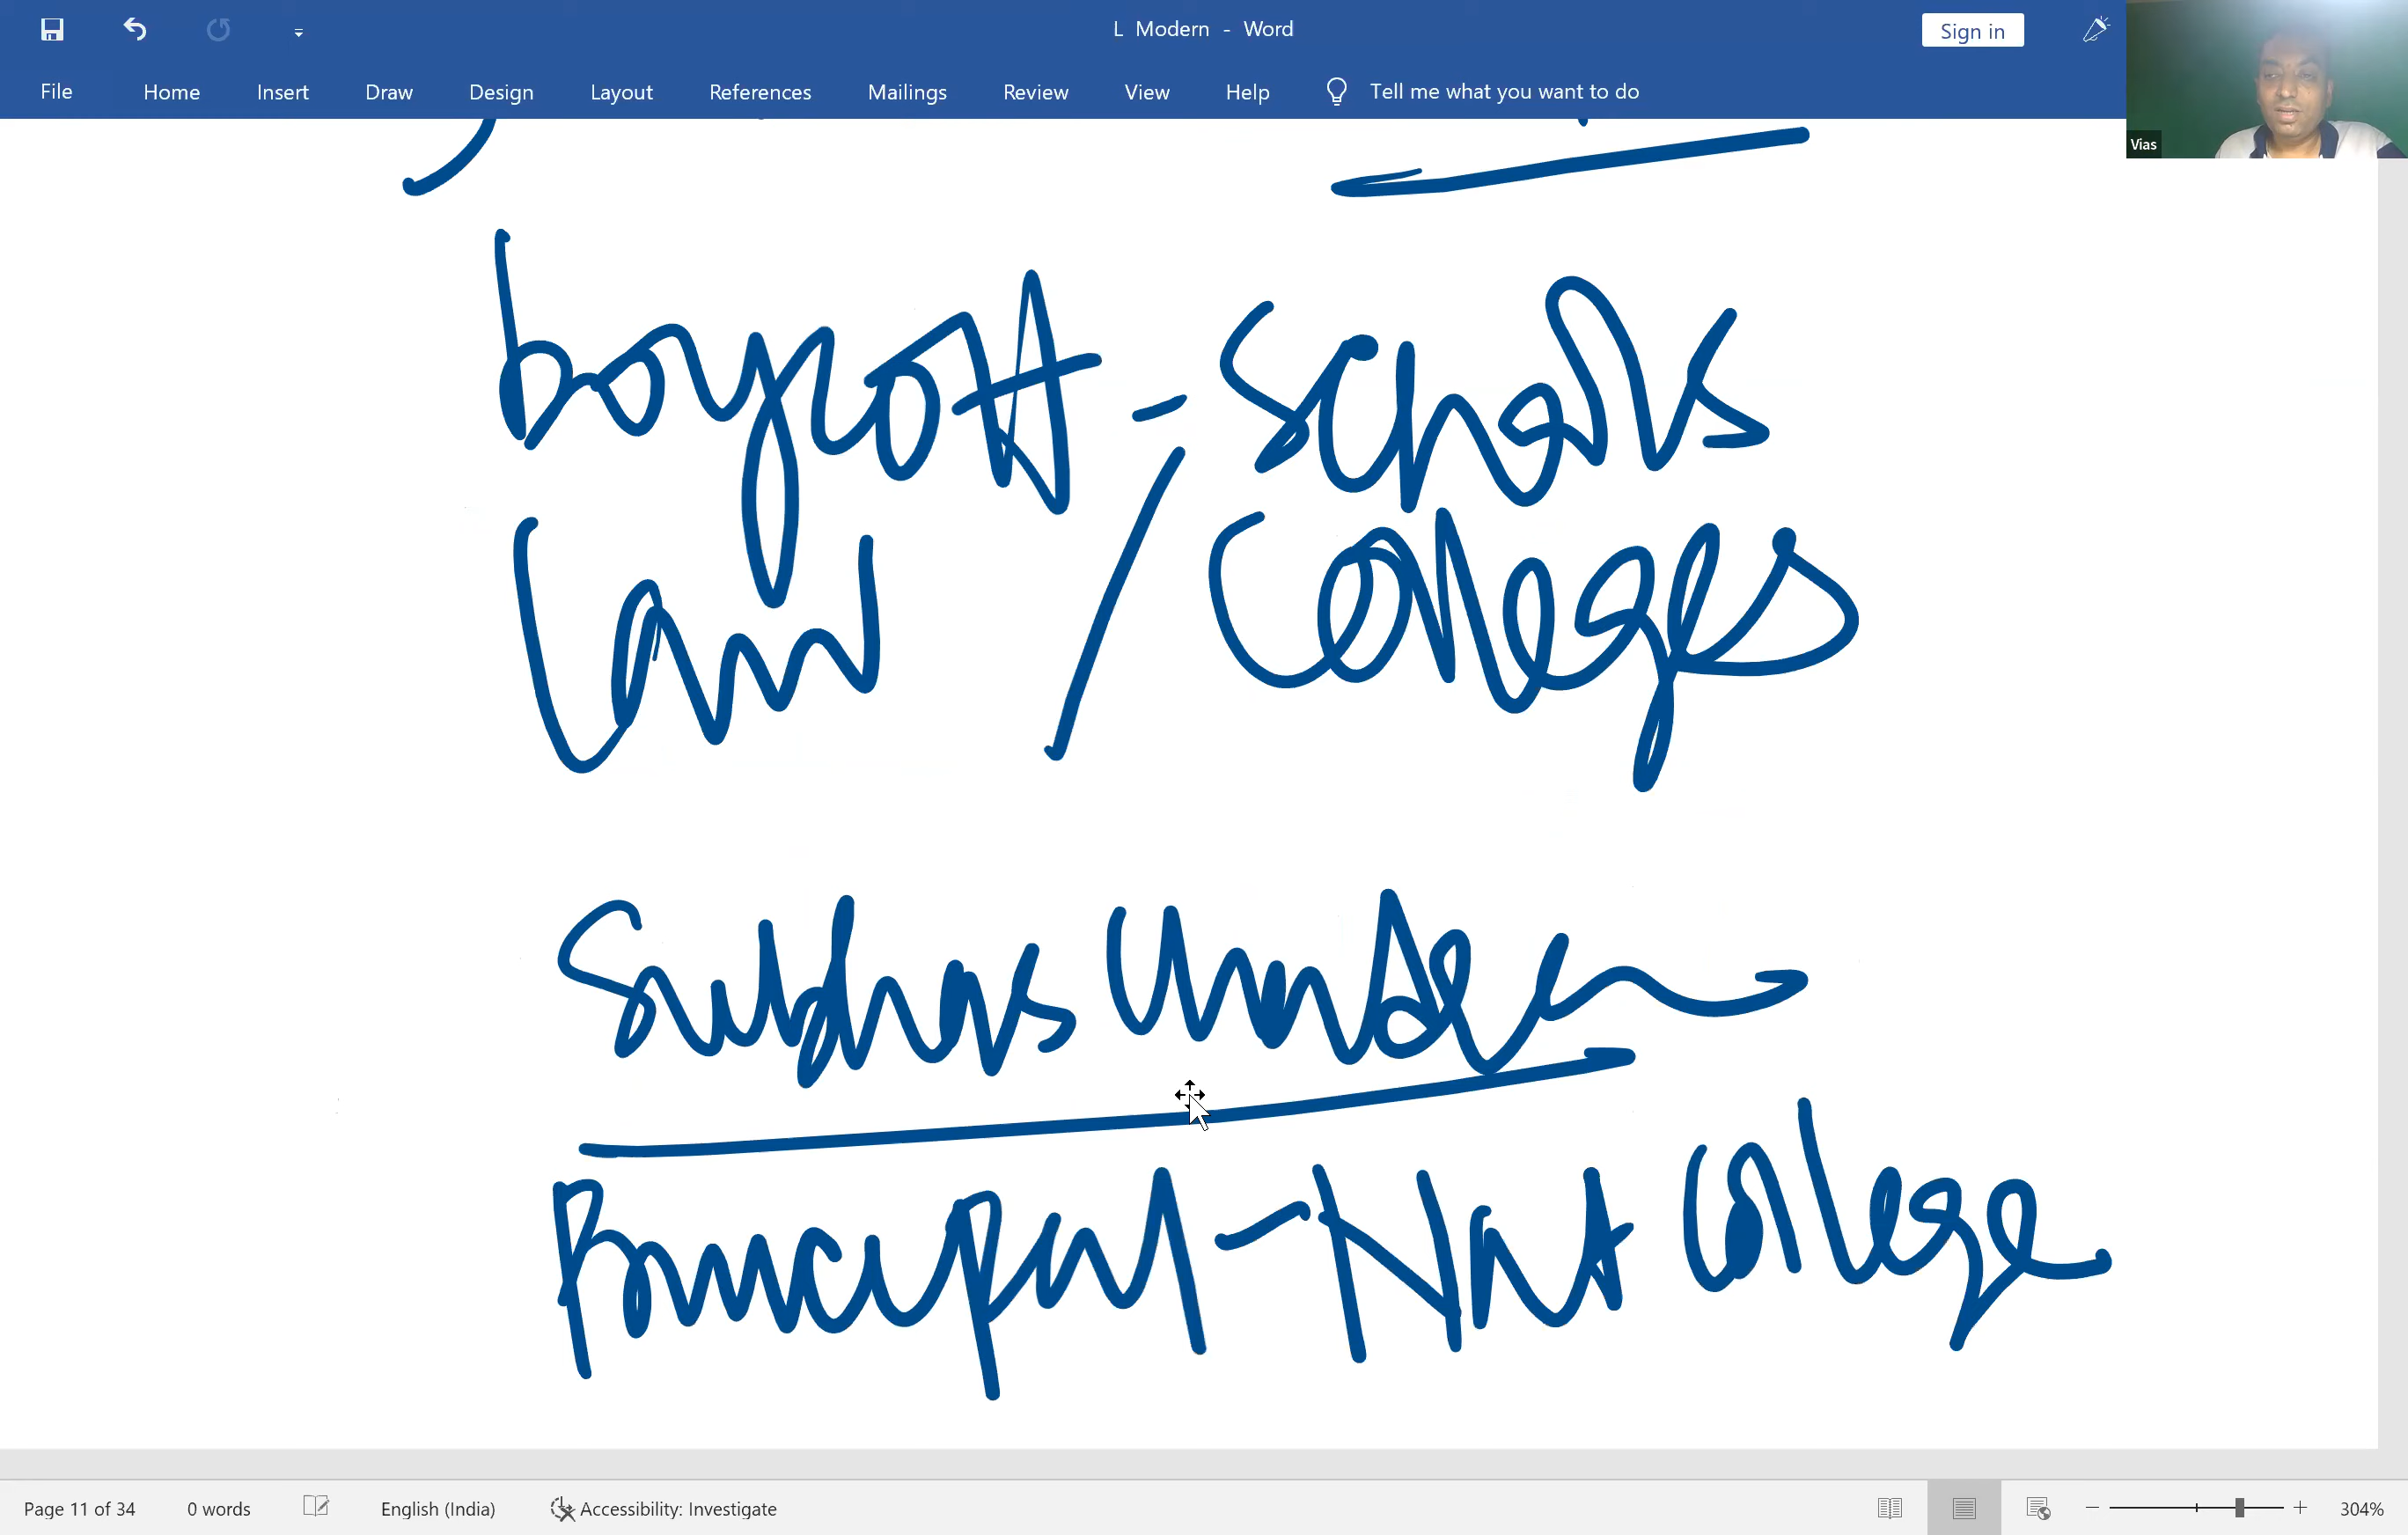 L Modern - Word
Sign in
File Home Insert Draw Design Layout References Mailings Review View Help Tell me what you want to do
Vias
boycott - schools
Law / Colleges
Subhas Chander
Principal - Nat College
Page 11 of 34 0 words English (India) Accessibility: Investigate 304%